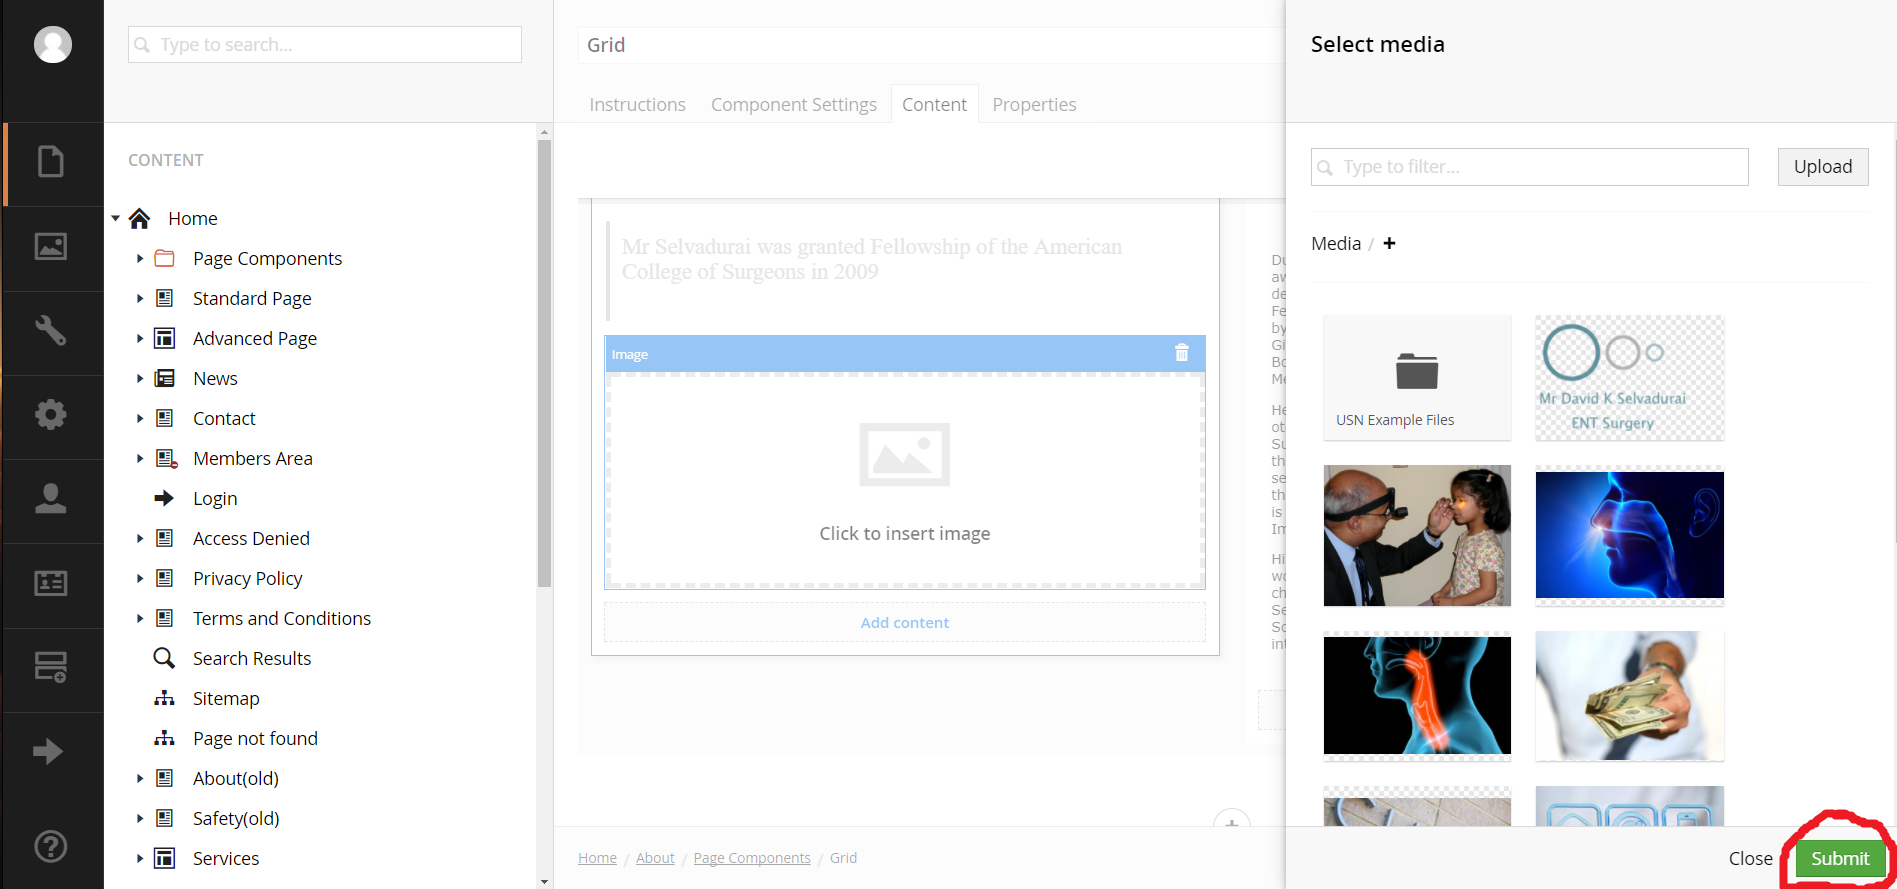 Type to search...
CONTENT
Home
Page Components
Standard Page
Advanced Page
News
Contact
Members Area
Login
Access Denied
Privacy Policy
Terms and Conditions
Search Results
Sitemap
Page not found
About(old)
Safety(old)
Services
Grid
Instructions
Component Settings
Content
Properties
Mr Selvadurai was granted Fellowship of the American
College of Surgeons in 2009
Image
Click to insert image
Add content
Home / About / Page Components / Grid
Select media
Type to filter...
Upload
Media / +
USN Example Files
Mr David K Selvadurai
ENT Surgery
Close
Submit